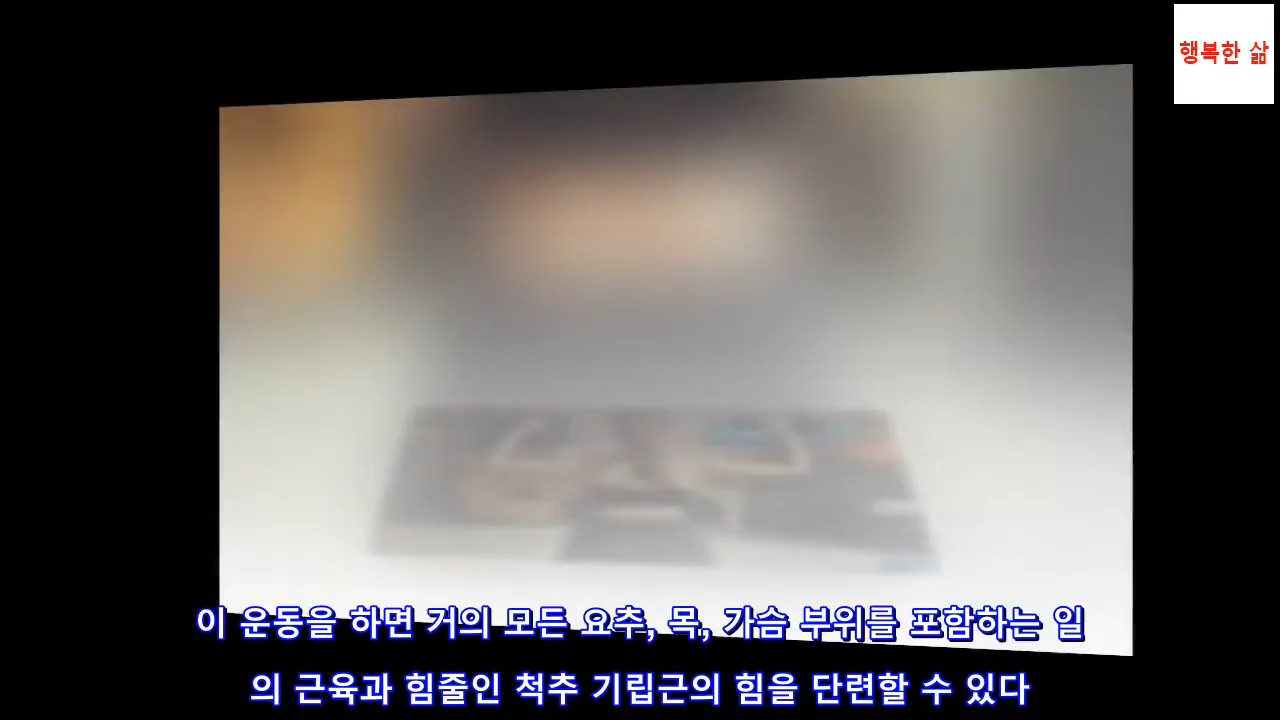 행복한 삶
이 운동을 하면 거의 모든 요추, 목, 가슴 부위를 포함하는 일
의 근육과 힘줄인 척추 기립근의 힘을 단련할 수 있다